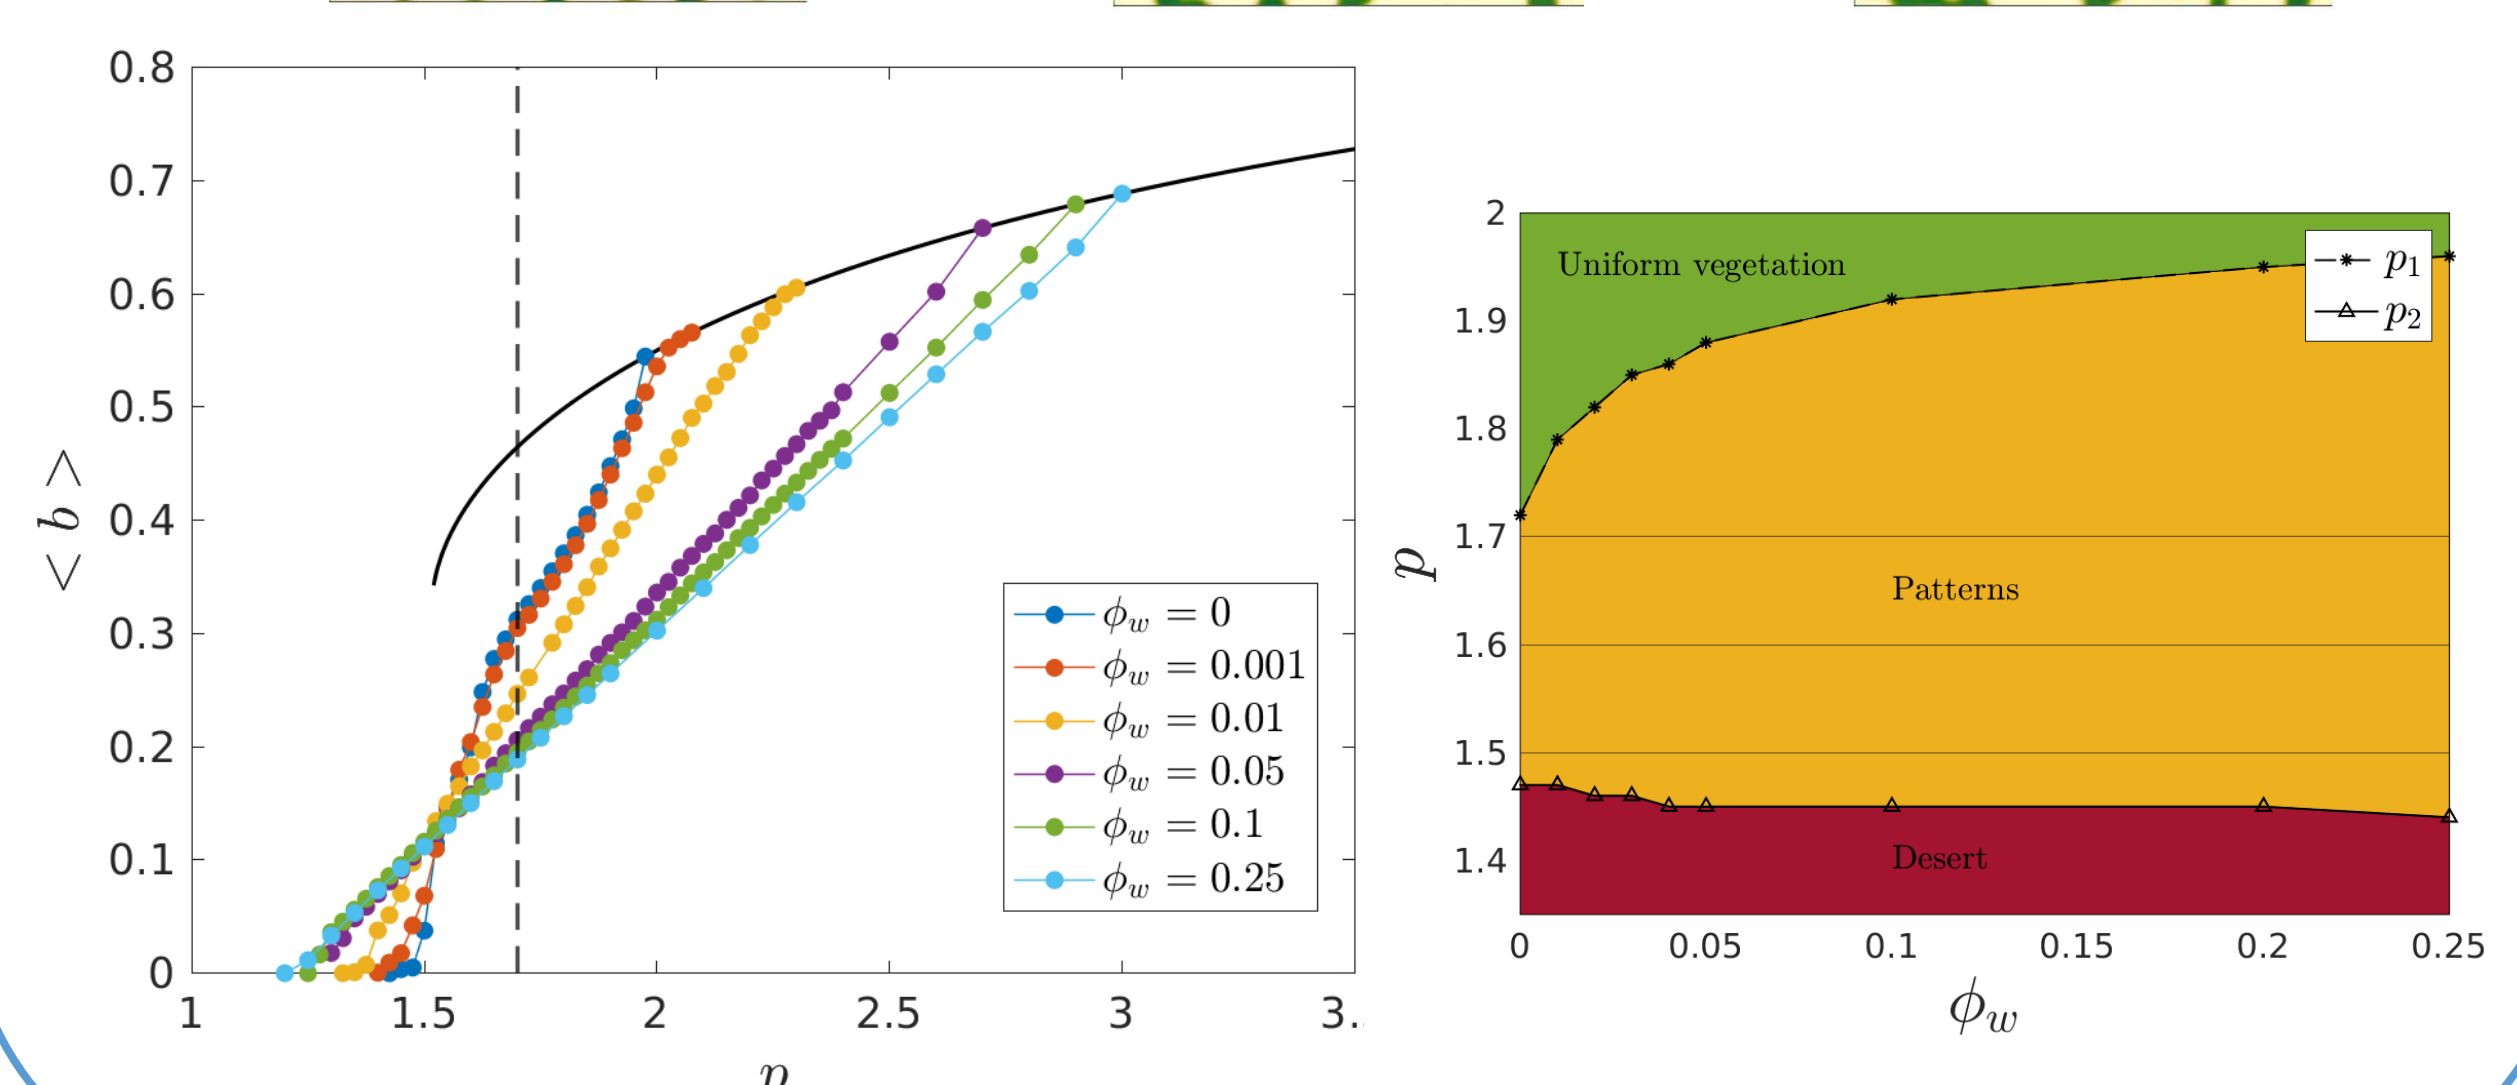 0.8
0.7
0.6
0.5
0.4
0.3
0.2
0.1
0
< b >
1
1.5
2
2.5
3
3.
p
ϕw = 0
ϕw = 0.001
ϕw = 0.01
ϕw = 0.05
ϕw = 0.1
ϕw = 0.25
2
1.9
1.8
1.7
1.6
1.5
1.4
p
Uniform vegetation
Patterns
Desert
p1
p2
0
0.05
0.1
0.15
0.2
0.25
ϕw